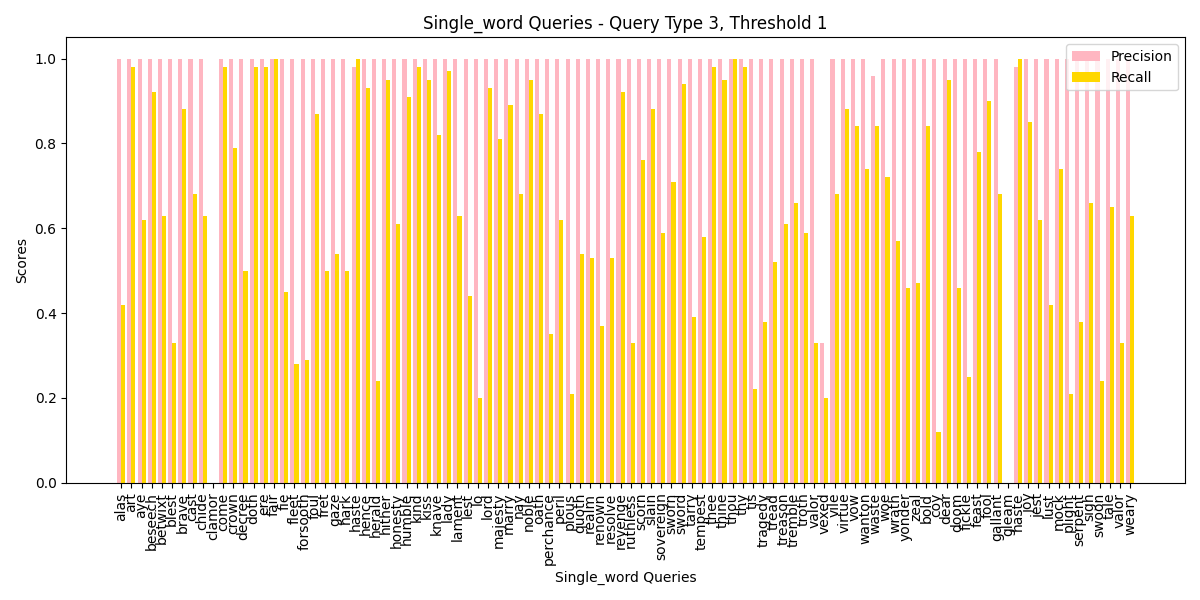 Single_word Queries - Query Type 3, Threshold 1
Precision
Recall
Scores
1.0
0.8
0.6
0.4
0.2
0.0
alas
art
aye
beseech
betwixt
blest
brave
cast
chide
clamor
come
crown
decree
doth
ere
fair
fie
fleet
forsooth
foul
fret
gaze
hark
haste
hence
herald
hither
honesty
humble
kind
kiss
knave
lady
lament
lest
lo
lord
majesty
marry
nay
noble
oath
perchance
peril
pious
quoth
realm
renown
resolve
revenge
ruthless
scorn
slain
sovereign
sworn
sword
tarry
tempest
thee
thine
thou
thy
tis
tragedy
tread
treason
tremble
troth
valor
vexed
vile
virtue
vow
wanton
waste
woe
wrath
yonder
zeal
bold
coy
dear
doom
fickle
feast
fool
gallant
gleam
haste
joy
jest
lust
mock
plight
serpent
sigh
swoon
tale
vain
weary
Single_word Queries